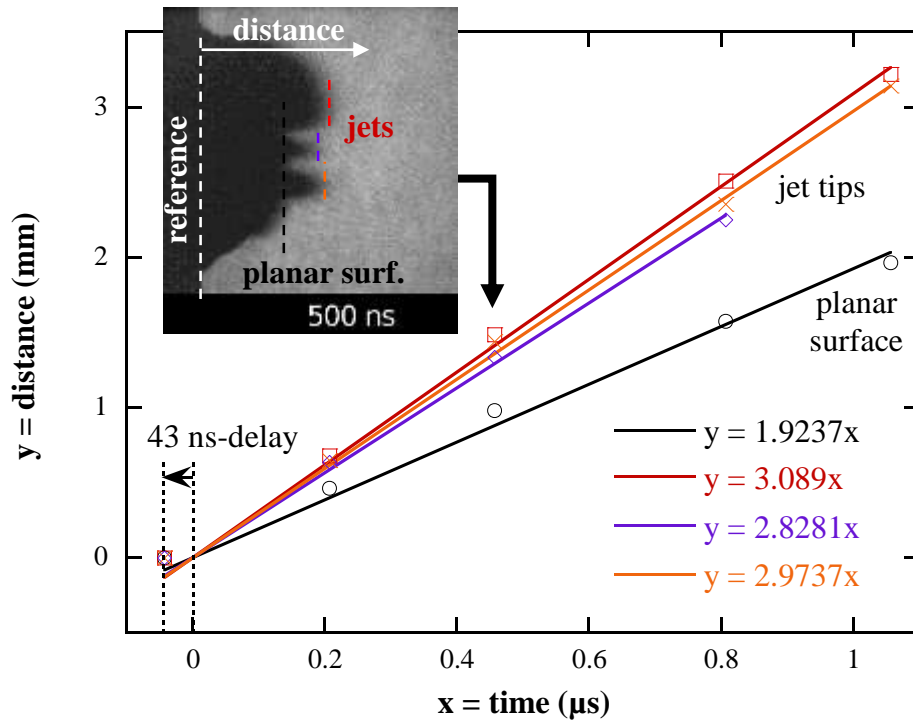 distance
reference
jets
planar surf.
500 ns
jet tips
planar
surface
43 ns-delay
y = 1.9237x
y = 3.089x
y = 2.8281x
y = 2.9737x
y = distance (mm)
3
2
1
0
0
0.2
0.4
0.6
0.8
1
x = time (µs)